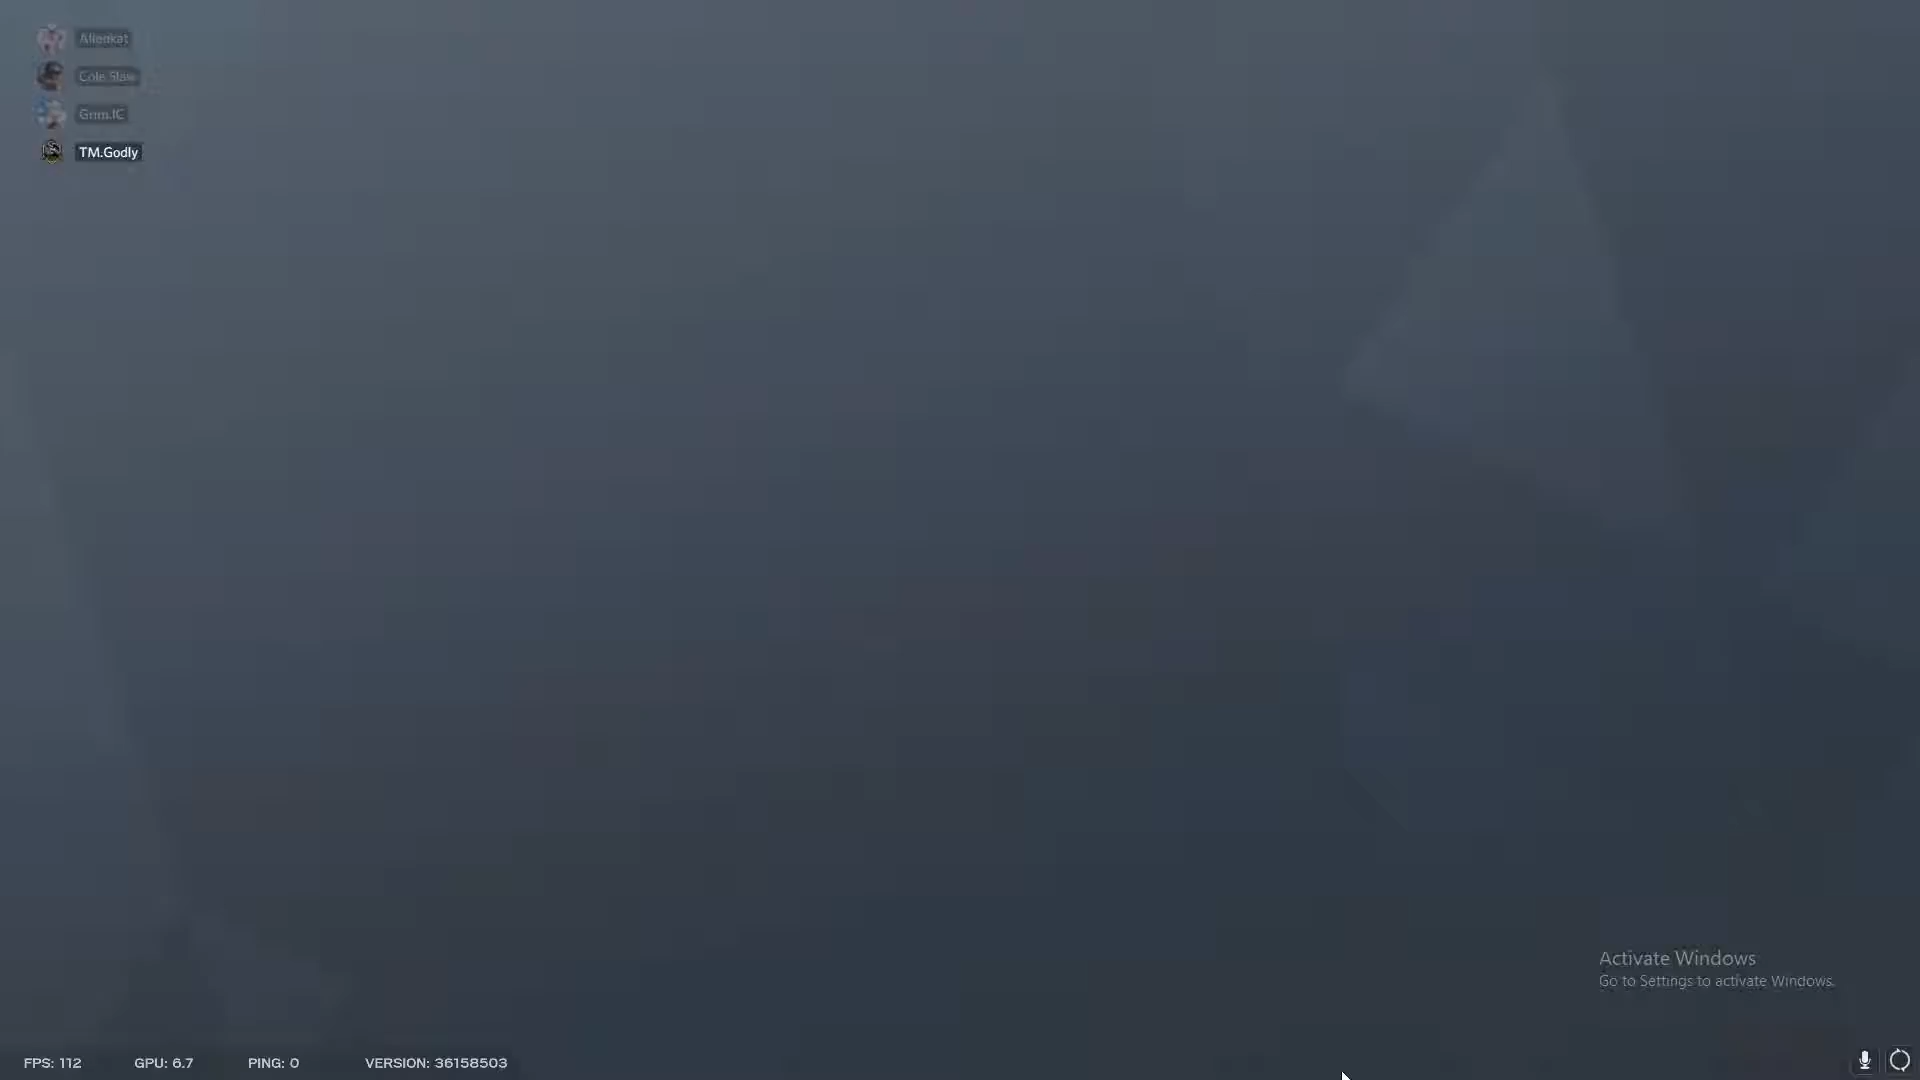 Alienkat
Cole Slaw
Grim.IC
TM.Godly
Activate Windows
Go to Settings to activate Windows.
FPS: 112 GPU: 6.7 PING: 0 VERSION: 36158503